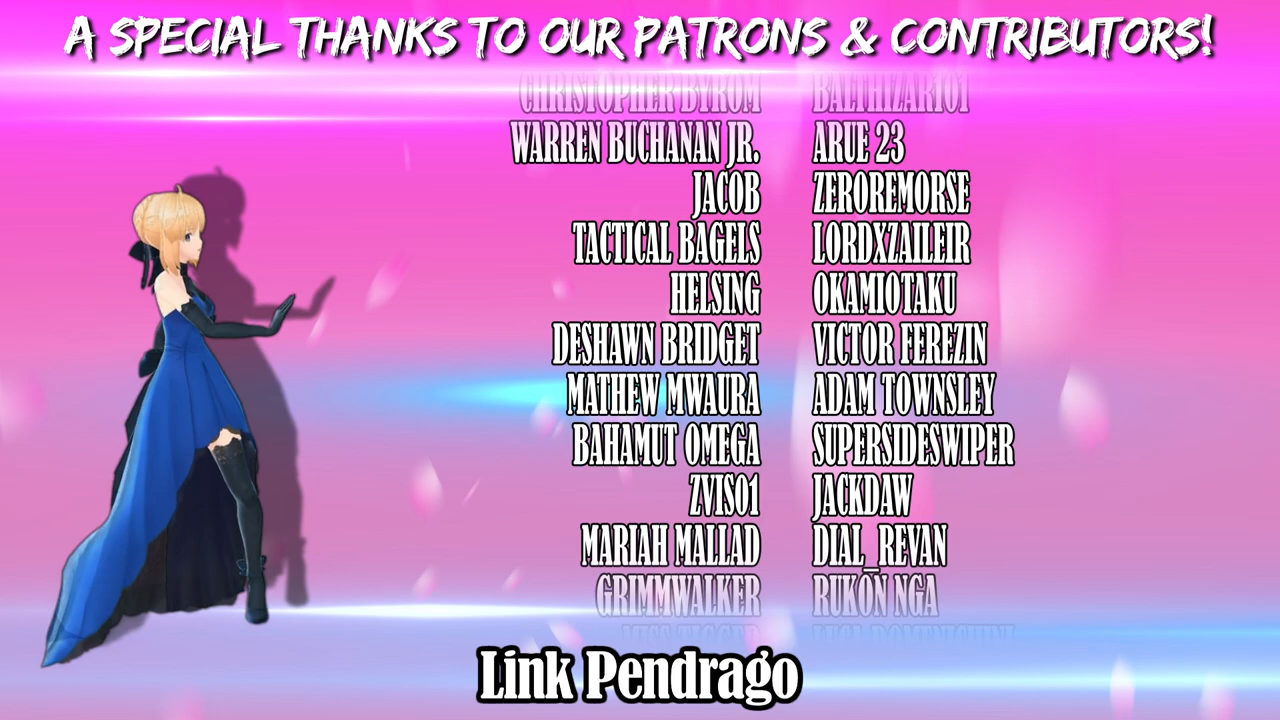 A SPECIAL THANKS TO OUR PATRONS & CONTRIBUTORS!
CHRISTOPHER BYROM BALTHIZAR101
WARREN BUCHANAN JR. ARUE 23
JACOB ZEROREMORSE
TACTICAL BAGELS LORDXZAILEIR
HELSING OKAMIOTAKU
DESHAWN BRIDGET VICTOR FEREZIN
MATHEW MWAURA ADAM TOWNSLEY
BAHAMUT OMEGA SUPERSIDESWIPER
ZVIS01 JACKDAW
MARIAH MALLAD DIAL_REVAN
GRIMMWALKER RUKŌN NGA
Link Pendrago